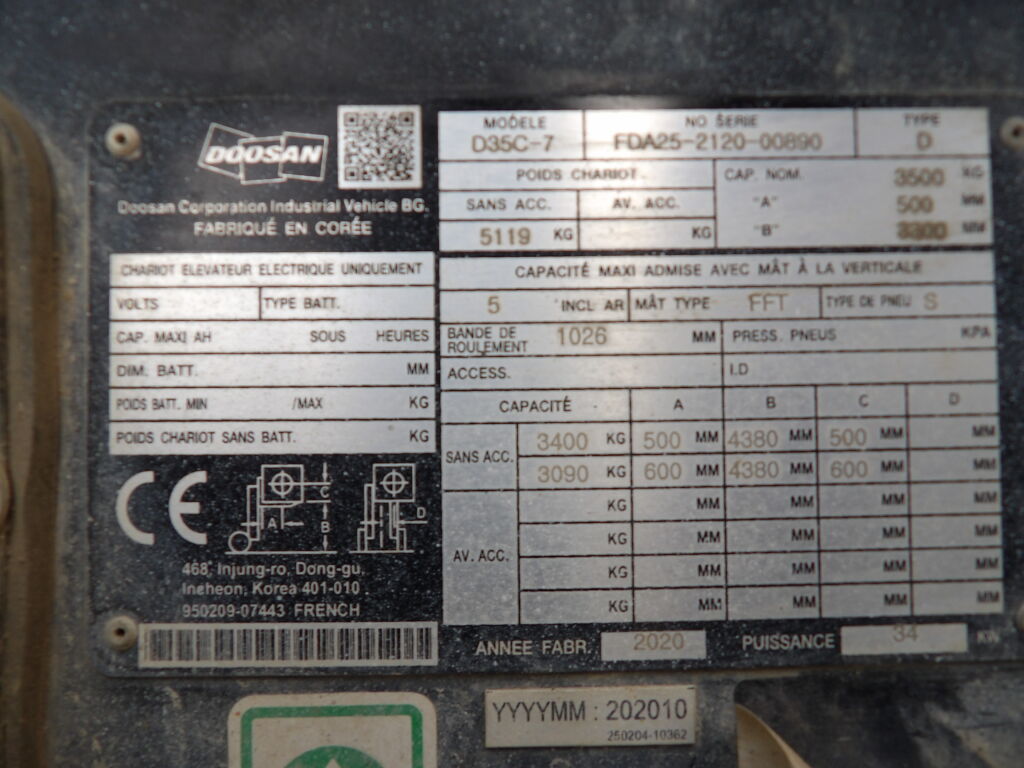 DOOSAN
Doosan Corporation Industrial Vehicle BG.
FABRIQUÉ EN CORÉE
MODÈLE NO SERIE TYPE
D35C-7 FDA25-2120-00890 D
POIDS CHARIOT. CAP. NOM. 3500 KG
SANS ACC. AV. ACC. "A" 500 MM
5119 KG KG "B" 3300 MM
CHARIOT ELEVATEUR ELECTRIQUE UNIQUEMENT
VOLTS TYPE BATT.
CAP. MAXI AH SOUS HEURES
DIM. BATT. MM
POIDS BATT. MIN /MAX KG
POIDS CHARIOT SANS BATT. KG
CAPACITÉ MAXI ADMISE AVEC MÂT À LA VERTICALE
5 INCL AR MÂT TYPE FFT TYPE DE PNEU S
BANDE DE ROULEMENT 1026 MM PRESS. PNEUS KPA
ACCESS. I.D
CAPACITÉ A B C D
SANS ACC. 3400 KG 500 MM 4380 MM 500 MM MM
3090 KG 600 MM 4380 MM 600 MM MM
AV. ACC. KG MM MM MM MM
KG MM MM MM MM
KG MM MM MM MM
KG MM MM MM MM
CE
C
A B D
468, Injung-ro, Dong-gu,
Incheon, Korea 401-010
950209-07443 FRENCH
ANNEE FABR. 2020 PUISSANCE 34 KW
YYYYMM : 202010
250204-10362